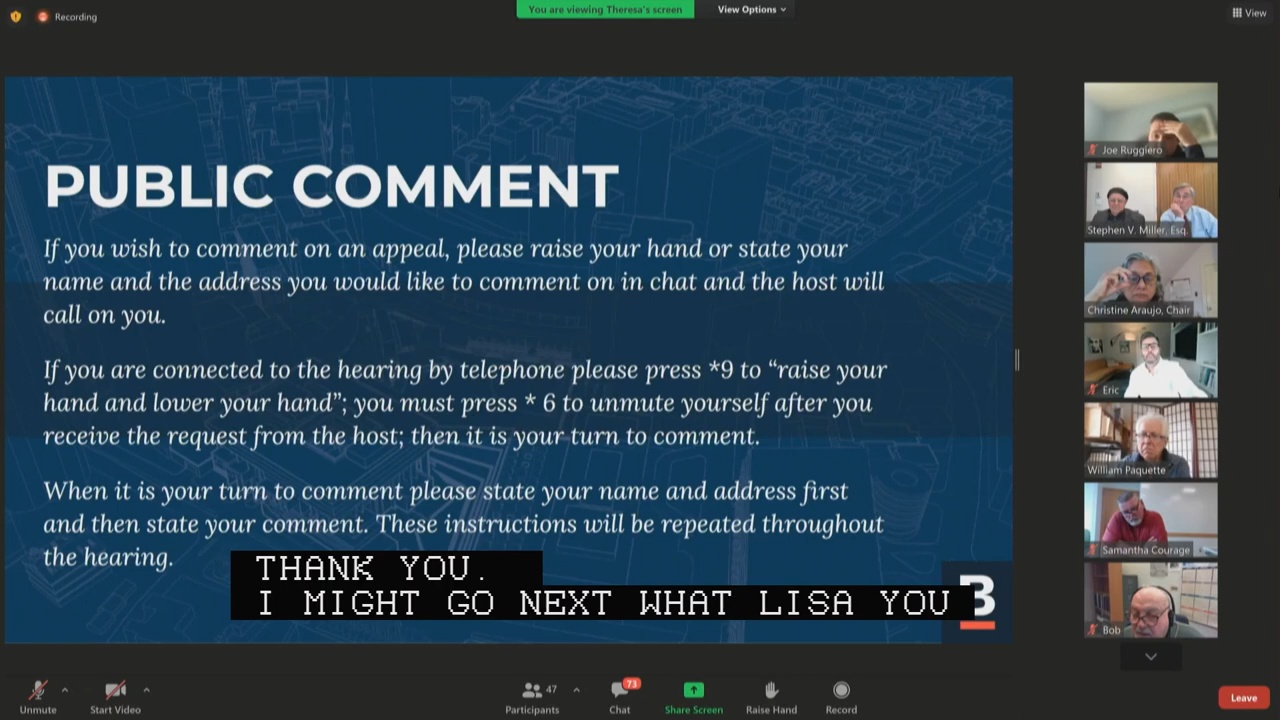 Recording
You are viewing Theresa's screen
View Options
View
PUBLIC COMMENT
If you wish to comment on an appeal, please raise your hand or state your
name and the address you would like to comment on in chat and the host will
call on you.
If you are connected to the hearing by telephone please press *9 to “raise your
hand and lower your hand”; you must press * 6 to unmute yourself after you
receive the request from the host; then it is your turn to comment.
When it is your turn to comment please state your name and address first
and then state your comment. These instructions will be repeated throughout
the hearing.
THANK YOU.
I MIGHT GO NEXT WHAT LISA YOU
B
Joe Ruggiero
Stephen V. Miller, Esq.
Christine Araujo, Chair
Eric
William Paquette
Samantha Courage
Bob
Unmute
Start Video
47
Participants
73
Chat
Share Screen
Raise Hand
Record
Leave